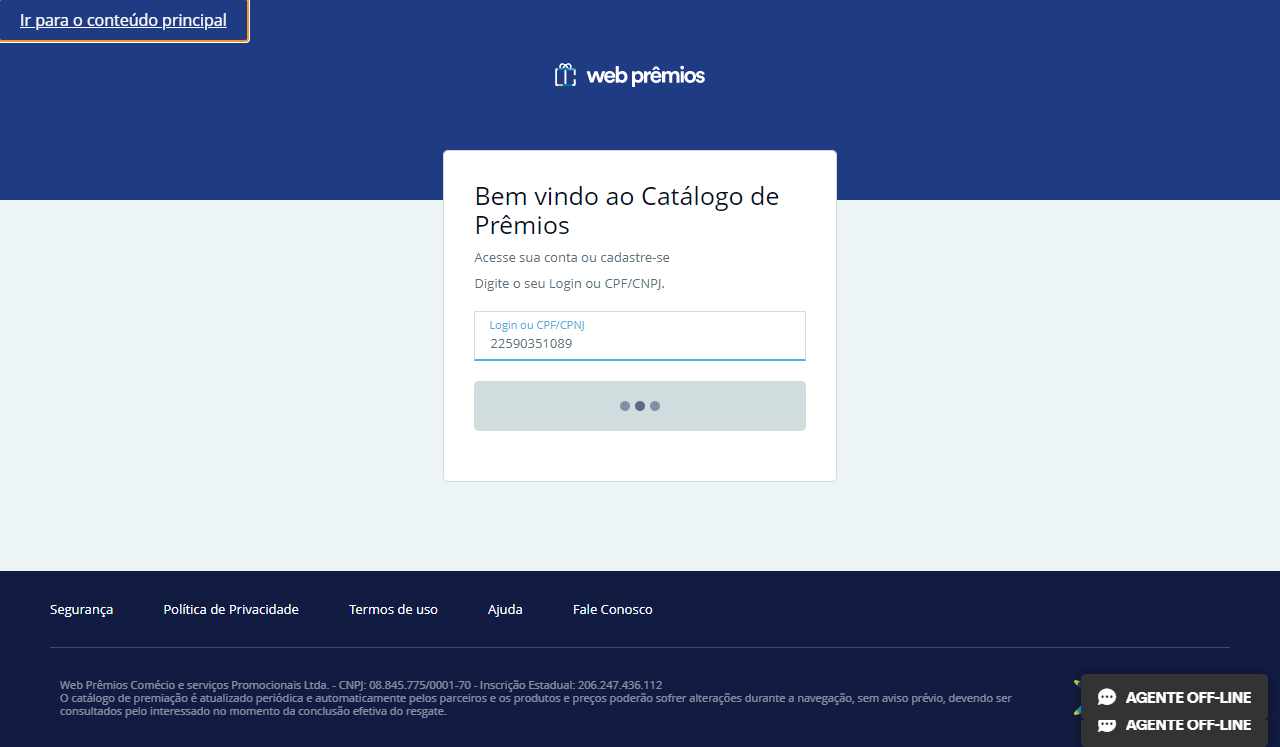 Ir para o conteúdo principal
web prêmios
Bem vindo ao Catálogo de
Prêmios
Acesse sua conta ou cadastre-se
Digite o seu Login ou CPF/CNPJ.
Login ou CPF/CPNJ
22590351089
Segurança
Política de Privacidade
Termos de uso
Ajuda
Fale Conosco
Web Prêmios Comécio e serviços Promocionais Ltda. - CNPJ: 08.845.775/0001-70 - Inscrição Estadual: 206.247.436.112
O catálogo de premiação é atualizado periódica e automaticamente pelos parceiros e os produtos e preços poderão sofrer alterações durante a navegação, sem aviso prévio, devendo ser
consultados pelo interessado no momento da conclusão efetiva do resgate.
AGENTE OFF-LINE
AGENTE OFF-LINE